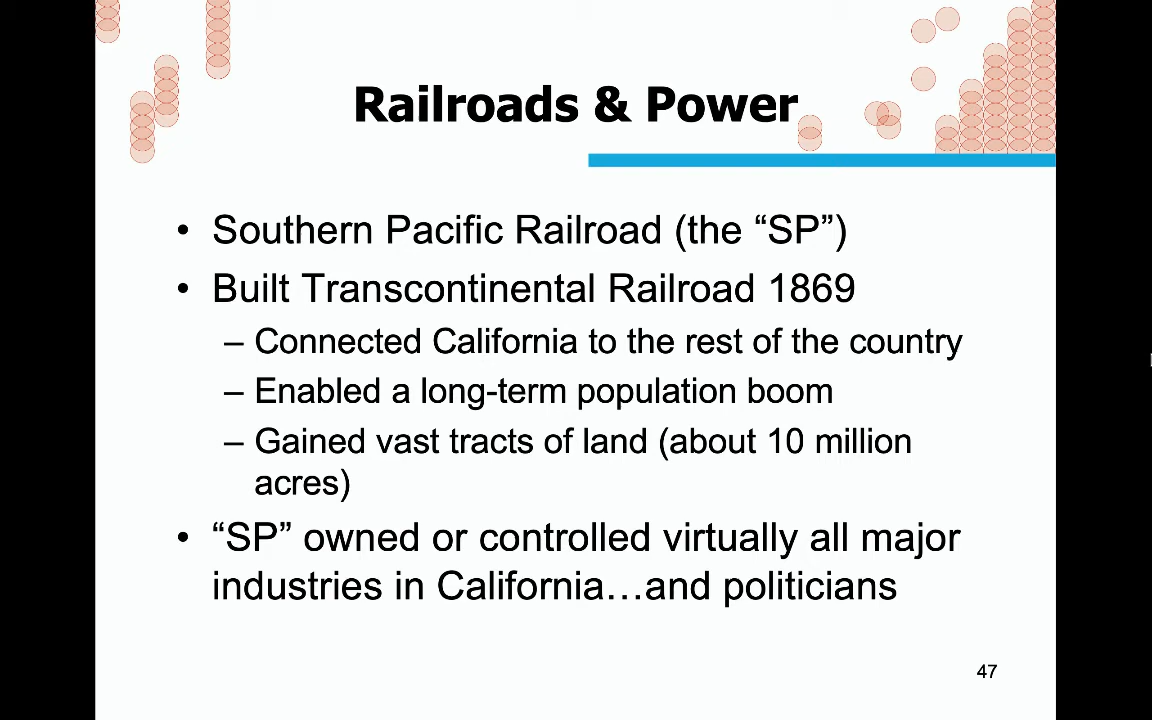 Railroads & Power
• Southern Pacific Railroad (the “SP”)
• Built Transcontinental Railroad 1869
– Connected California to the rest of the country
– Enabled a long-term population boom
– Gained vast tracts of land (about 10 million
acres)
• “SP” owned or controlled virtually all major
industries in California…and politicians
47